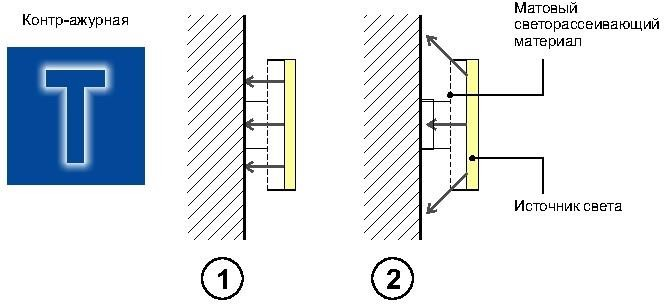 Контр-ажурная
Т
Матовый
светорассеивающий
материал
Источник света
1
2